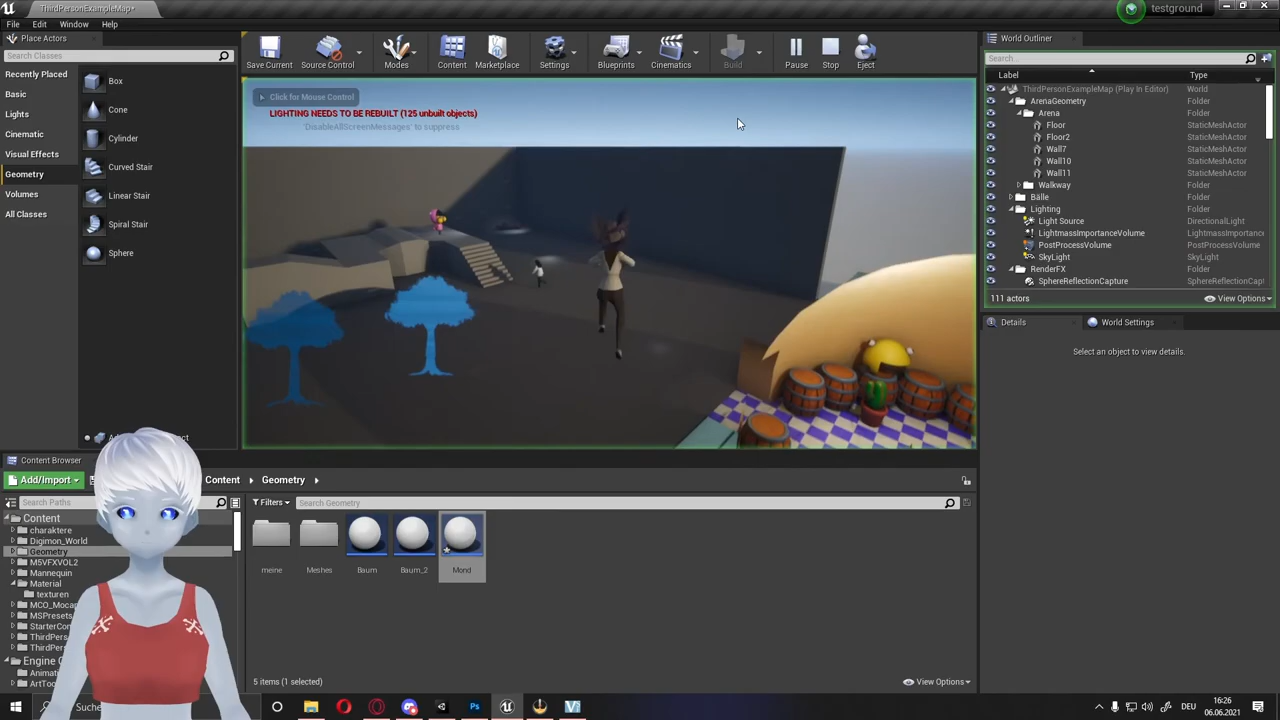 ThirdPersonExampleMap*
testground
File Edit Window Help
Place Actors
Search Classes
Recently Placed
Basic
Lights
Cinematic
Visual Effects
Geometry
Volumes
All Classes
Box
Cone
Cylinder
Curved Stair
Linear Stair
Spiral Stair
Sphere
Save Current
Source Control
Modes
Content
Marketplace
Settings
Blueprints
Cinematics
Build
Pause
Stop
Eject
Click for Mouse Control
LIGHTING NEEDS TO BE REBUILT (125 unbuilt objects)
'DisableAllScreenMessages' to suppress
World Outliner
Search...
Label Type
ThirdPersonExampleMap (Play In Editor) World
ArenaGeometry Folder
Arena Folder
Floor StaticMeshActor
Floor2 StaticMeshActor
Wall7 StaticMeshActor
Wall10 StaticMeshActor
Wall11 StaticMeshActor
Walkway Folder
Bälle Folder
Lighting Folder
Light Source DirectionalLight
LightmassImportanceVolume LightmassImportance
PostProcessVolume PostProcessVolume
SkyLight SkyLight
RenderFX Folder
SphereReflectionCapture SphereReflectionCapture
111 actors View Options
Details World Settings
Select an object to view details.
Content Browser
Add/Import
Content Geometry
Search Paths
Filters Search Geometry
Content
charaktere
Digimon_World
Geometry
M5VFXVOL2
Mannequin
Material
texturen
MCO_Moca
MSPresets
StarterCon
ThirdPers
ThirdPers
Engine C
Animat
ArtToo
meine
Meshes
Baum
Baum_2
Mond
5 items (1 selected)
View Options
Suche
DEU
16:26
06.06.2021